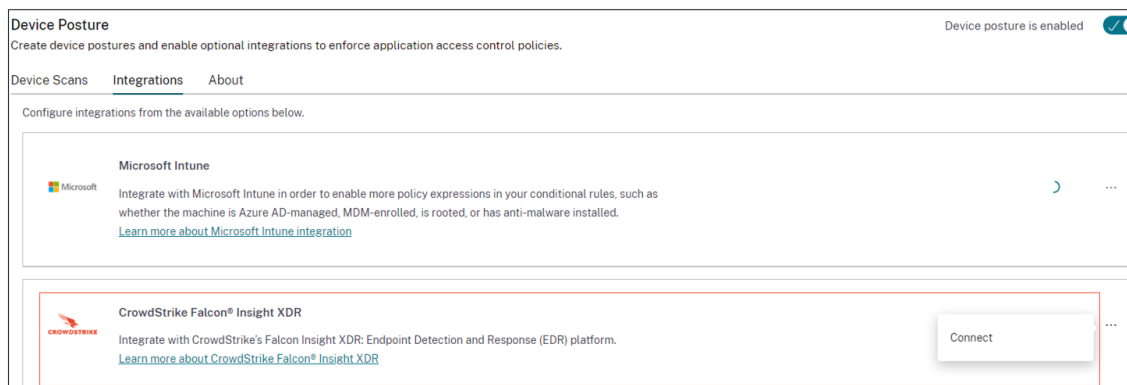 Device Posture
Device posture is enabled
Create device postures and enable optional integrations to enforce application access control policies.
Device Scans
Integrations
About
Configure integrations from the available options below.
Microsoft Intune
Microsoft
Integrate with Microsoft Intune in order to enable more policy expressions in your conditional rules, such as
whether the machine is Azure AD-managed, MDM-enrolled, is rooted, or has anti-malware installed.
Learn more about Microsoft Intune integration
CrowdStrike Falcon® Insight XDR
CROWDSTRIKE
Integrate with CrowdStrike's Falcon Insight XDR: Endpoint Detection and Response (EDR) platform.
Connect
Learn more about CrowdStrike Falcon® Insight XDR